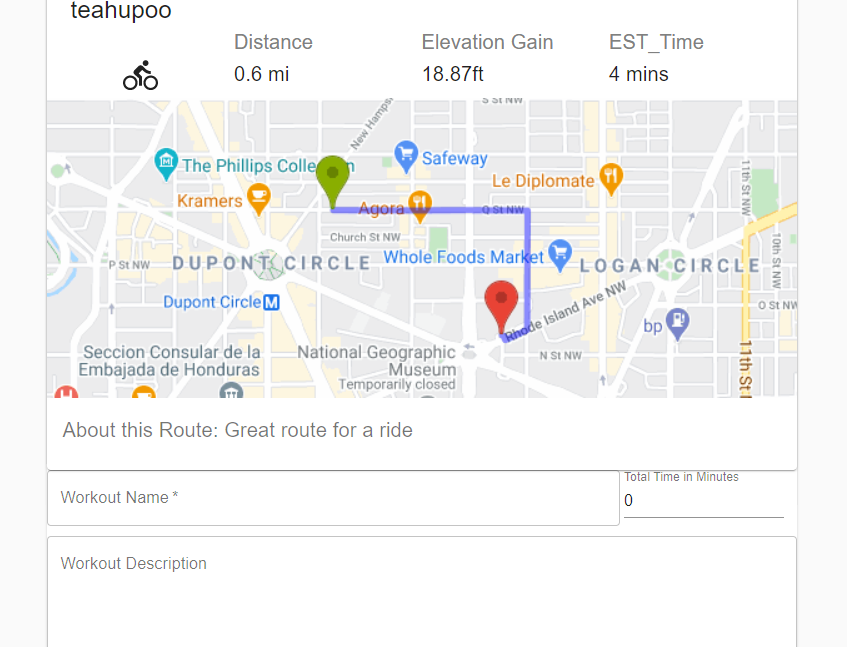 teahupoo
Distance
Elevation Gain
EST_Time
0.6 mi
18.87ft
4 mins
S St NW
New Hamps
The Phillips Colle
n
Safeway
Le Diplomate
11th St NW
Kramers
Agora
Q St NW
Church St NW
Whole Foods Market
P St NW
DUPONT CIRCLE
LOGAN CIRCLE
10th St NW
Dupont Circle M
Rhode Island Ave NW
O St NW
bp
Seccion Consular de la
Embajada de Honduras
National Geographic
Museum
Temporarily closed
N St NW
11th St
H
About this Route: Great route for a ride
Workout Name *
Total Time in Minutes
0
Workout Description